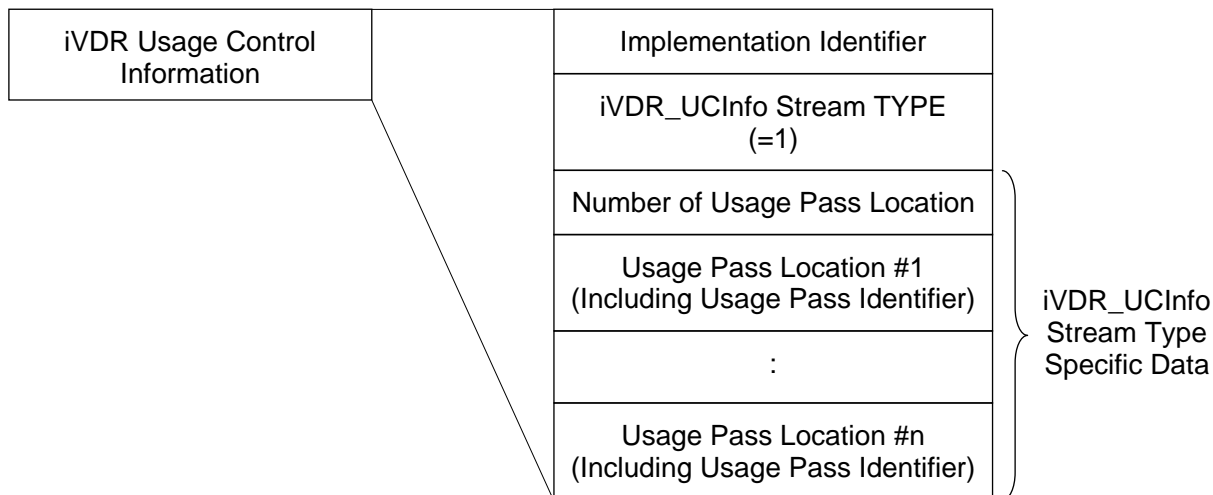 iVDR Usage Control
Information
Implementation Identifier
iVDR_UCInfo Stream TYPE
(=1)
Number of Usage Pass Location
Usage Pass Location #1
(Including Usage Pass Identifier)
:
Usage Pass Location #n
(Including Usage Pass Identifier)
iVDR_UCInfo
Stream Type
Specific Data